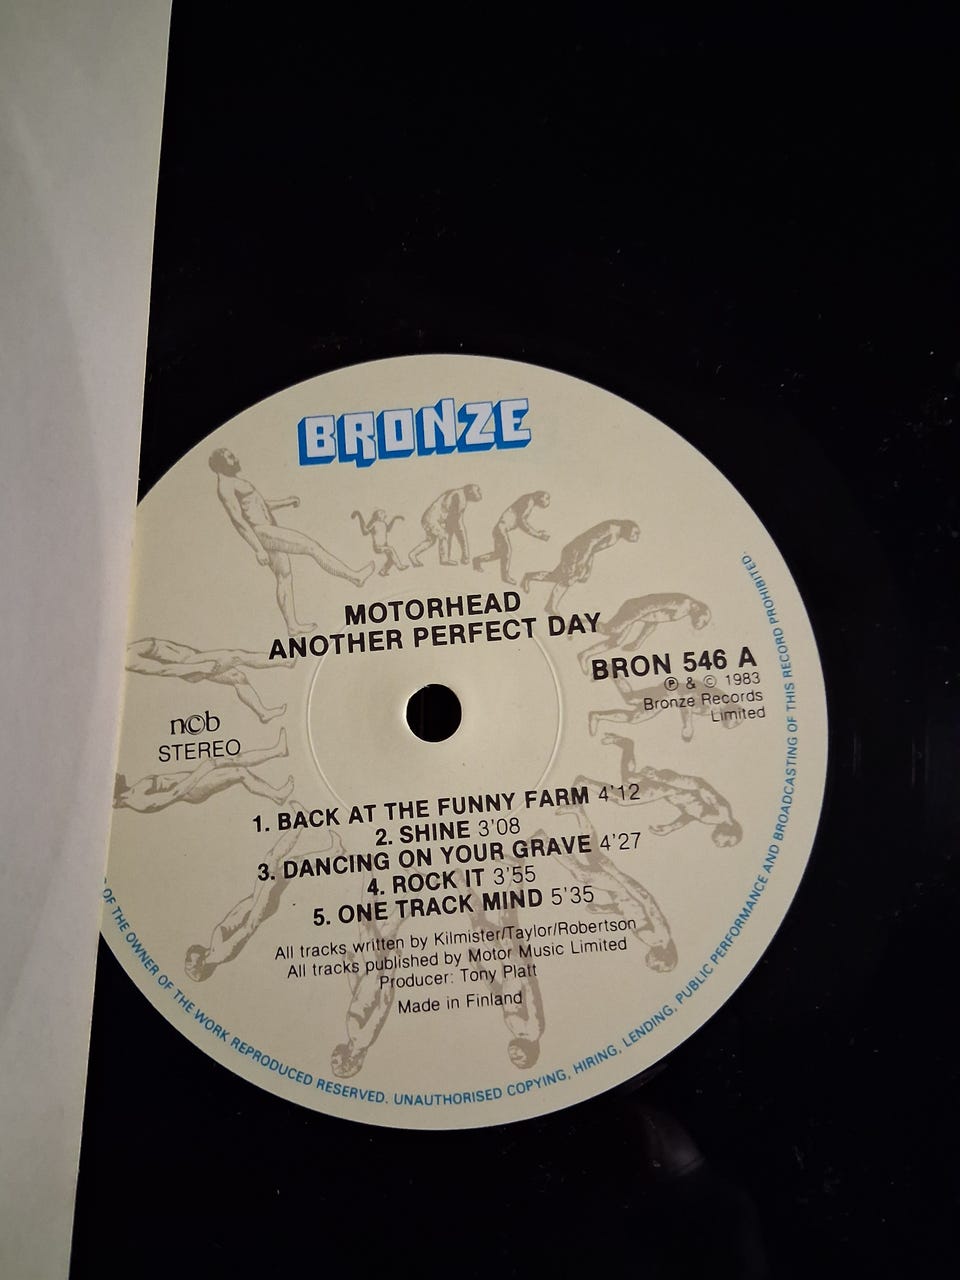 BRONZE
MOTORHEAD
ANOTHER PERFECT DAY
BRON 546 A
℗ & © 1983
Bronze Records
Limited
n©b
STEREO
1. BACK AT THE FUNNY FARM 4'12
2. SHINE 3'08
3. DANCING ON YOUR GRAVE 4'27
4. ROCK IT 3'55
5. ONE TRACK MIND 5'35
All tracks written by Kilmister/Taylor/Robertson
All tracks published by Motor Music Limited
Producer: Tony Platt
Made in Finland
OF THE OWNER OF THE WORK REPRODUCED RESERVED. UNAUTHORISED COPYING, HIRING, LENDING, PUBLIC PERFORMANCE AND BROADCASTING OF THIS RECORD PROHIBITED.